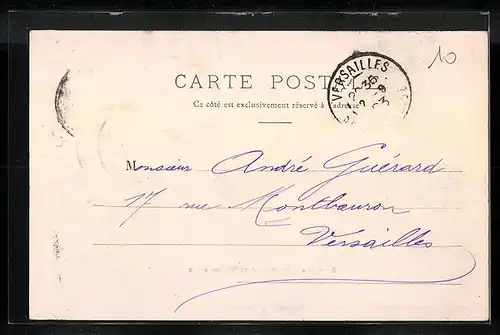 10
VERSAILLES
CARTE POST
Ce côté est exclusivement réservé à l'adresse
Monsieur André Guérard
17 rue Montbauron
Versailles